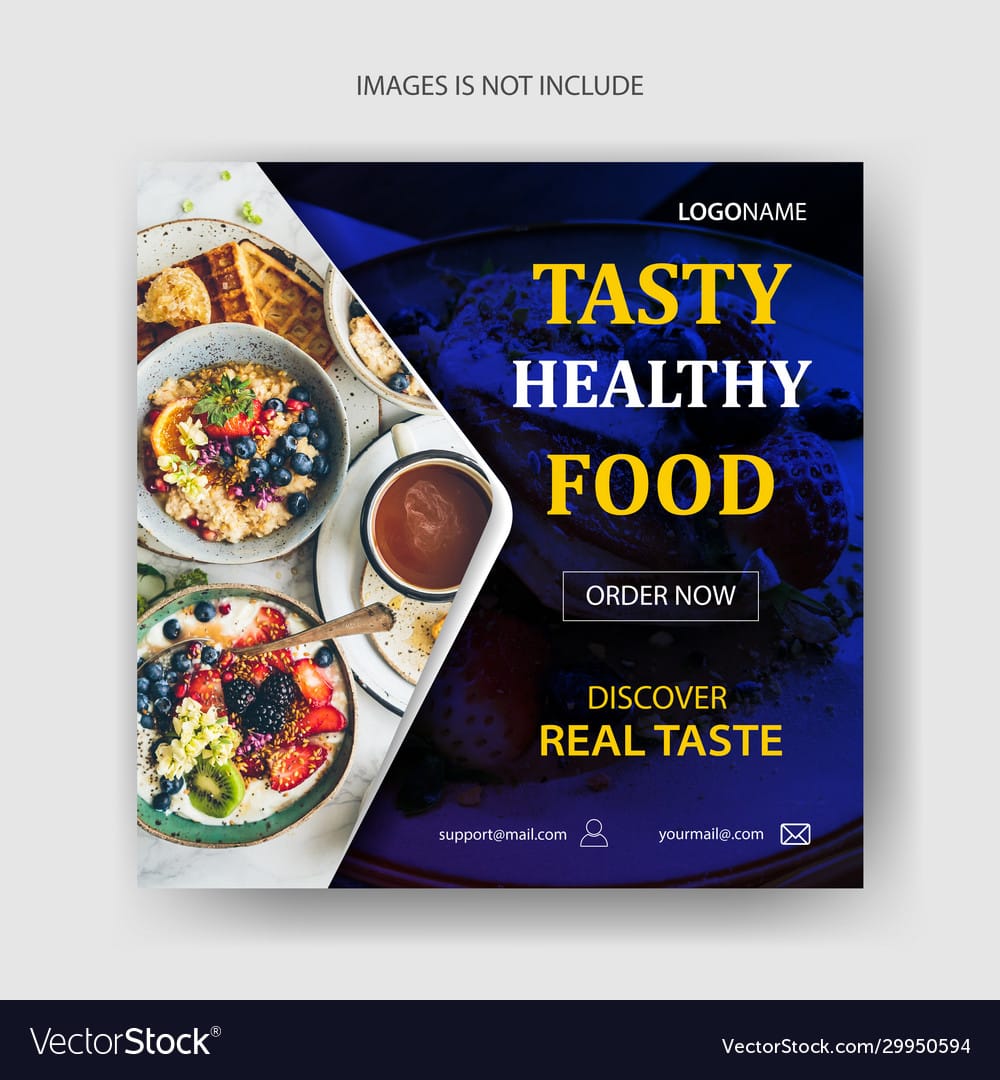 IMAGES IS NOT INCLUDE
LOGONAME
TASTY
HEALTHY
FOOD
ORDER NOW
DISCOVER
REAL TASTE
support@mail.com
yourmail@.com
VectorStock®
VectorStock.com/29950594